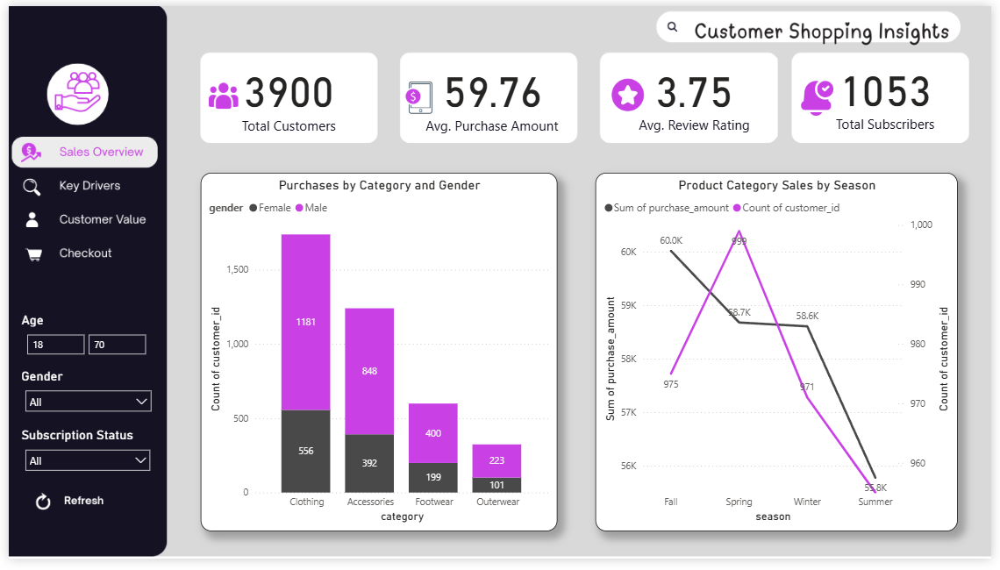 Customer Shopping Insights
3900
Total Customers
59.76
Avg. Purchase Amount
3.75
Avg. Review Rating
1053
Total Subscribers
Sales Overview
Key Drivers
Customer Value
Checkout
Age
18 70
Gender
All
Subscription Status
All
Refresh
Purchases by Category and Gender
gender Female Male
Count of customer_id
1,500
1,000
500
0
1181
556
848
392
400
199
223
101
Clothing Accessories Footwear Outerwear
category
Product Category Sales by Season
Sum of purchase_amount Count of customer_id
Sum of purchase_amount
60K
59K
58K
57K
56K
60.0K
58.7K
58.6K
55.8K
975
999
971
1,000
990
980
970
960
Count of customer_id
Fall Spring Winter Summer
season